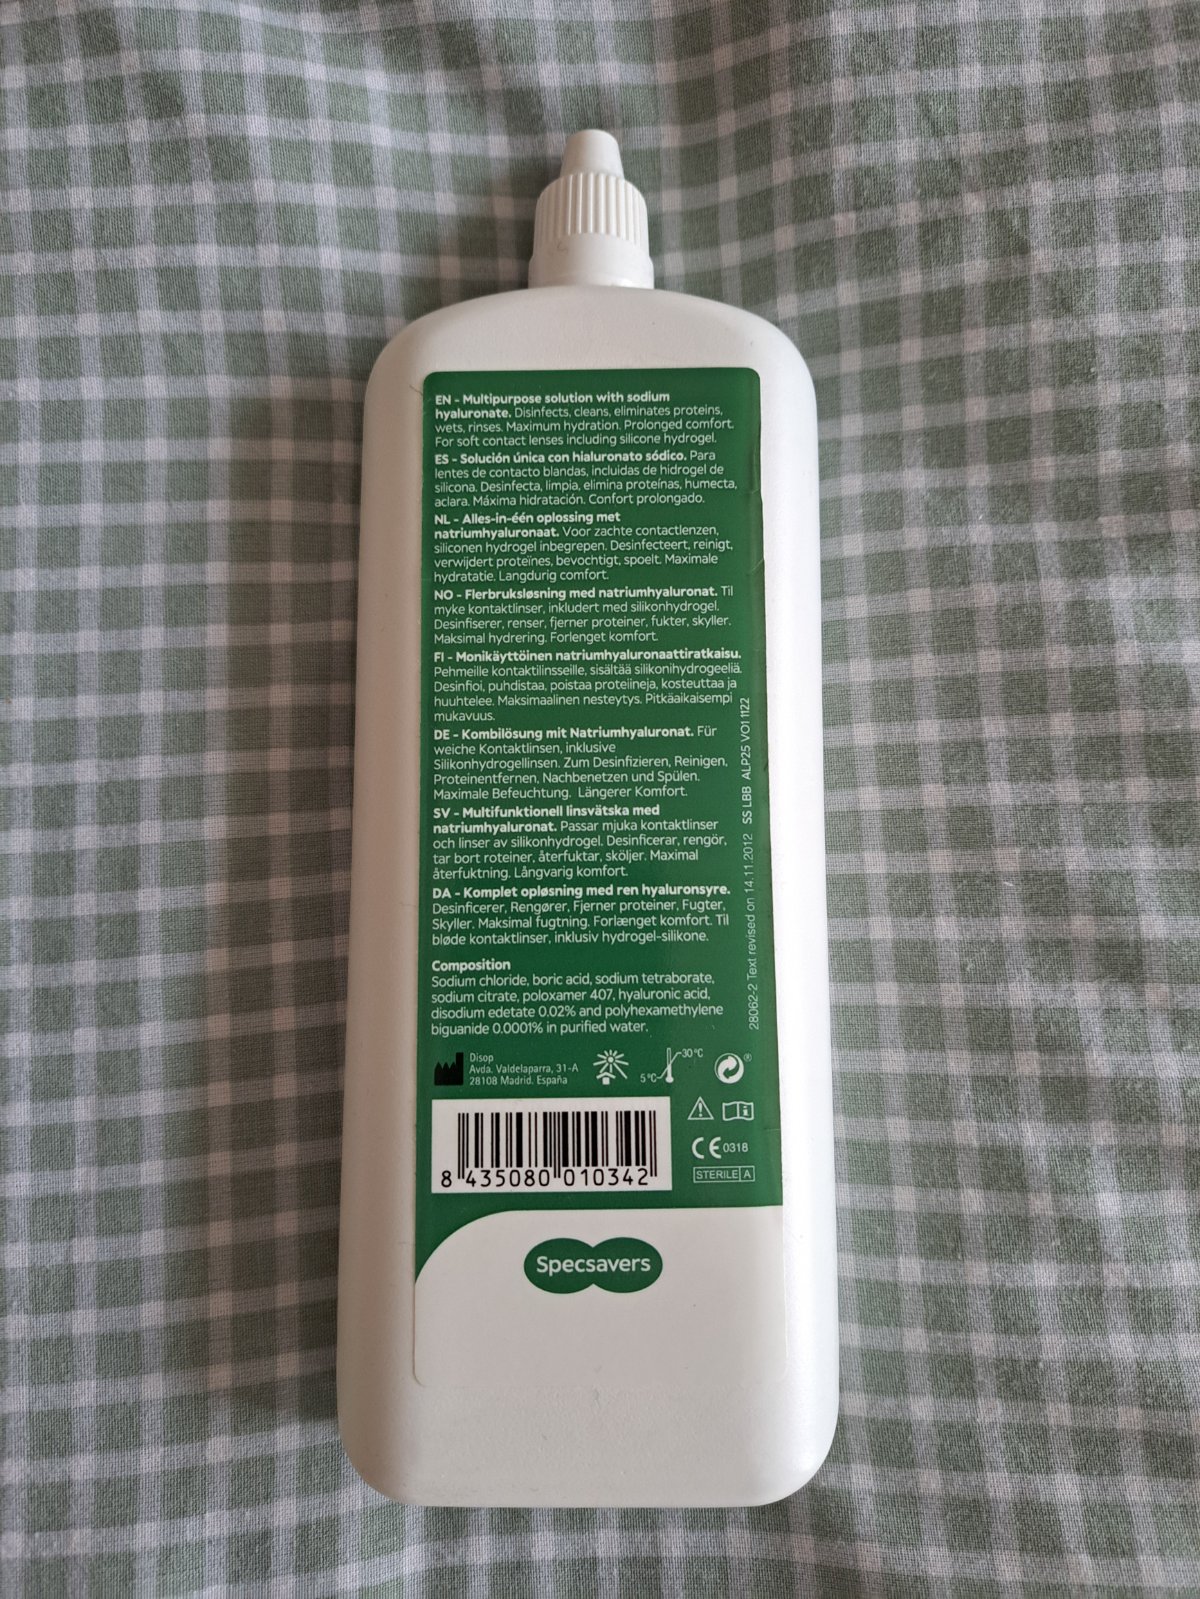 EN - Multipurpose solution with sodium
hyaluronate. Disinfects, cleans, eliminates proteins,
wets, rinses. Maximum hydration. Prolonged comfort.
For soft contact lenses including silicone hydrogel.
ES - Solución única con hialuronato sódico. Para
lentes de contacto blandas, incluidas de hidrogel de
silicona. Desinfecta, limpia, elimina proteínas, humecta,
aclara. Máxima hidratación. Confort prolongado.
NL - Alles-in-één oplossing met
natriumhyaluronaat. Voor zachte contactlenzen,
siliconen hydrogel inbegrepen. Desinfecteert, reinigt,
verwijdert proteïnes, bevochtigt, spoelt. Maximale
hydratatie. Langdurig comfort.
NO - Flerbruksløsning med natriumhyaluronat. Til
myke kontaktlinser, inkludert med silikonhydrogel.
Desinfiserer, renser, fjerner proteiner, fukter, skyller.
Maksimal hydrering. Forlenget komfort.
FI - Monikäyttöinen natriumhyaluronaattiratkaisu.
Pehmeille kontaktilinsseille, sisältää silikonihydrogeeliä.
Desinfioi, puhdistaa, poistaa proteiineja, kosteuttaa ja
huuhtelee. Maksimaalinen nesteytys. Pitkäaikaisempi
mukavuus.
DE - Kombilösung mit Natriumhyaluronat. Für
weiche Kontaktlinsen, inklusive
Silikonhydrogellinsen. Zum Desinfizieren, Reinigen,
Proteinentfernen, Nachbenetzen und Spülen.
Maximale Befeuchtung. Längerer Komfort.
SV - Multifunktionell linsvätska med
natriumhyaluronat. Passar mjuka kontaktlinser
och linser av silikonhydrogel. Desinficerar, rengör,
tar bort roteiner, återfuktar, sköljer. Maximal
återfuktning. Långvarig komfort.
DA - Komplet opløsning med ren hyaluronsyre.
Desinficerer, Rengører, Fjerner proteiner, Fugter,
Skyller. Maksimal fugtning. Forlænget komfort. Til
bløde kontaktlinser, inklusiv hydrogel-silikone.
Composition
Sodium chloride, boric acid, sodium tetraborate,
sodium citrate, poloxamer 407, hyaluronic acid,
disodium edetate 0.02% and polyhexamethylene
biguanide 0.0001% in purified water.
28062-2 Text revised on 14.11.2012 SS LBB ALP25 VO1 1122
Disop
Avda. Valdelaparra, 31-A
28108 Madrid. España
5°C 30°C
®
CE 0318
STERILE A
8 435080 010342
Specsavers